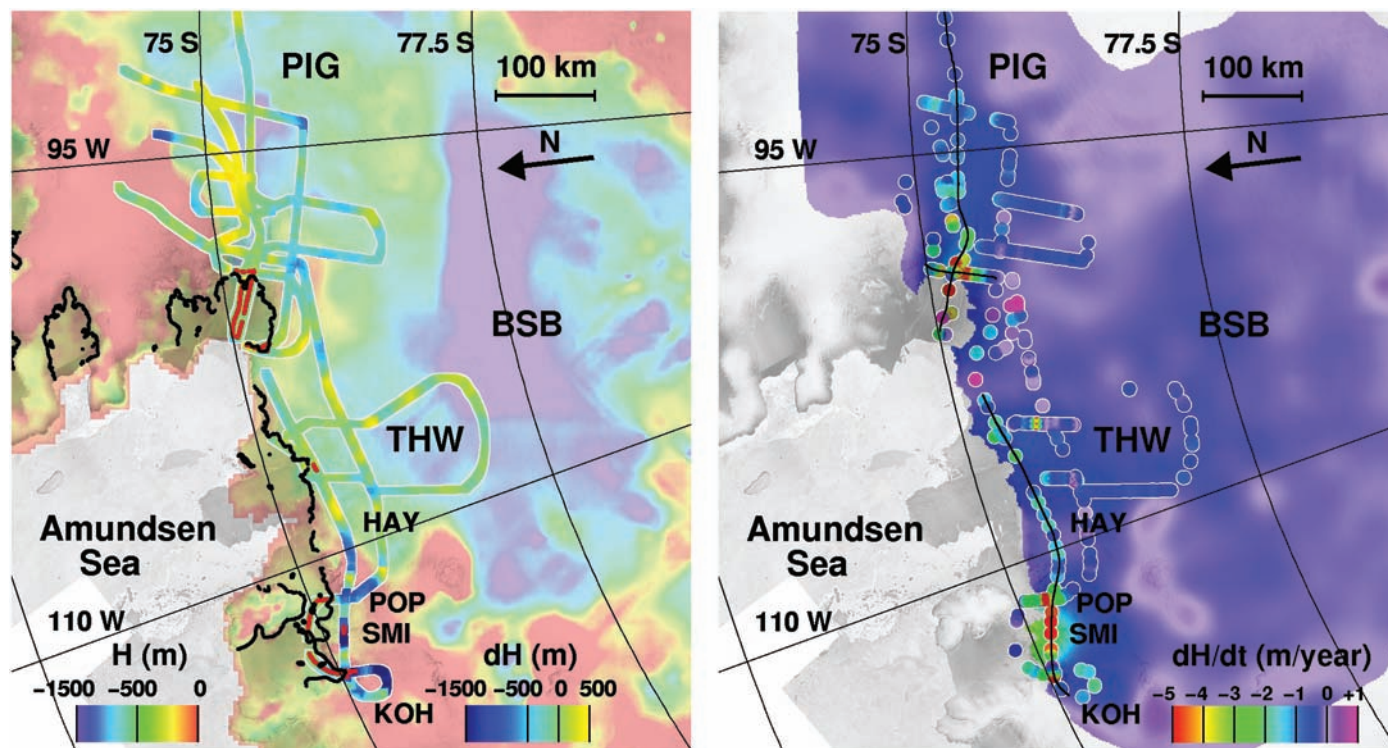 75 S
77.5 S
PIG
100 km
95 W
N
BSB
THW
HAY
Amundsen
Sea
POP
110 W
SMI
H (m)
dH (m)
−1500 −500 0
−1500 −500 500
KOH
75 S
77.5 S
PIG
100 km
95 W
N
BSB
THW
HAY
Amundsen
Sea
POP
110 W
SMI
dH/dt (m/year)
−5 −4 −3 −2 −1 0 +1
KOH